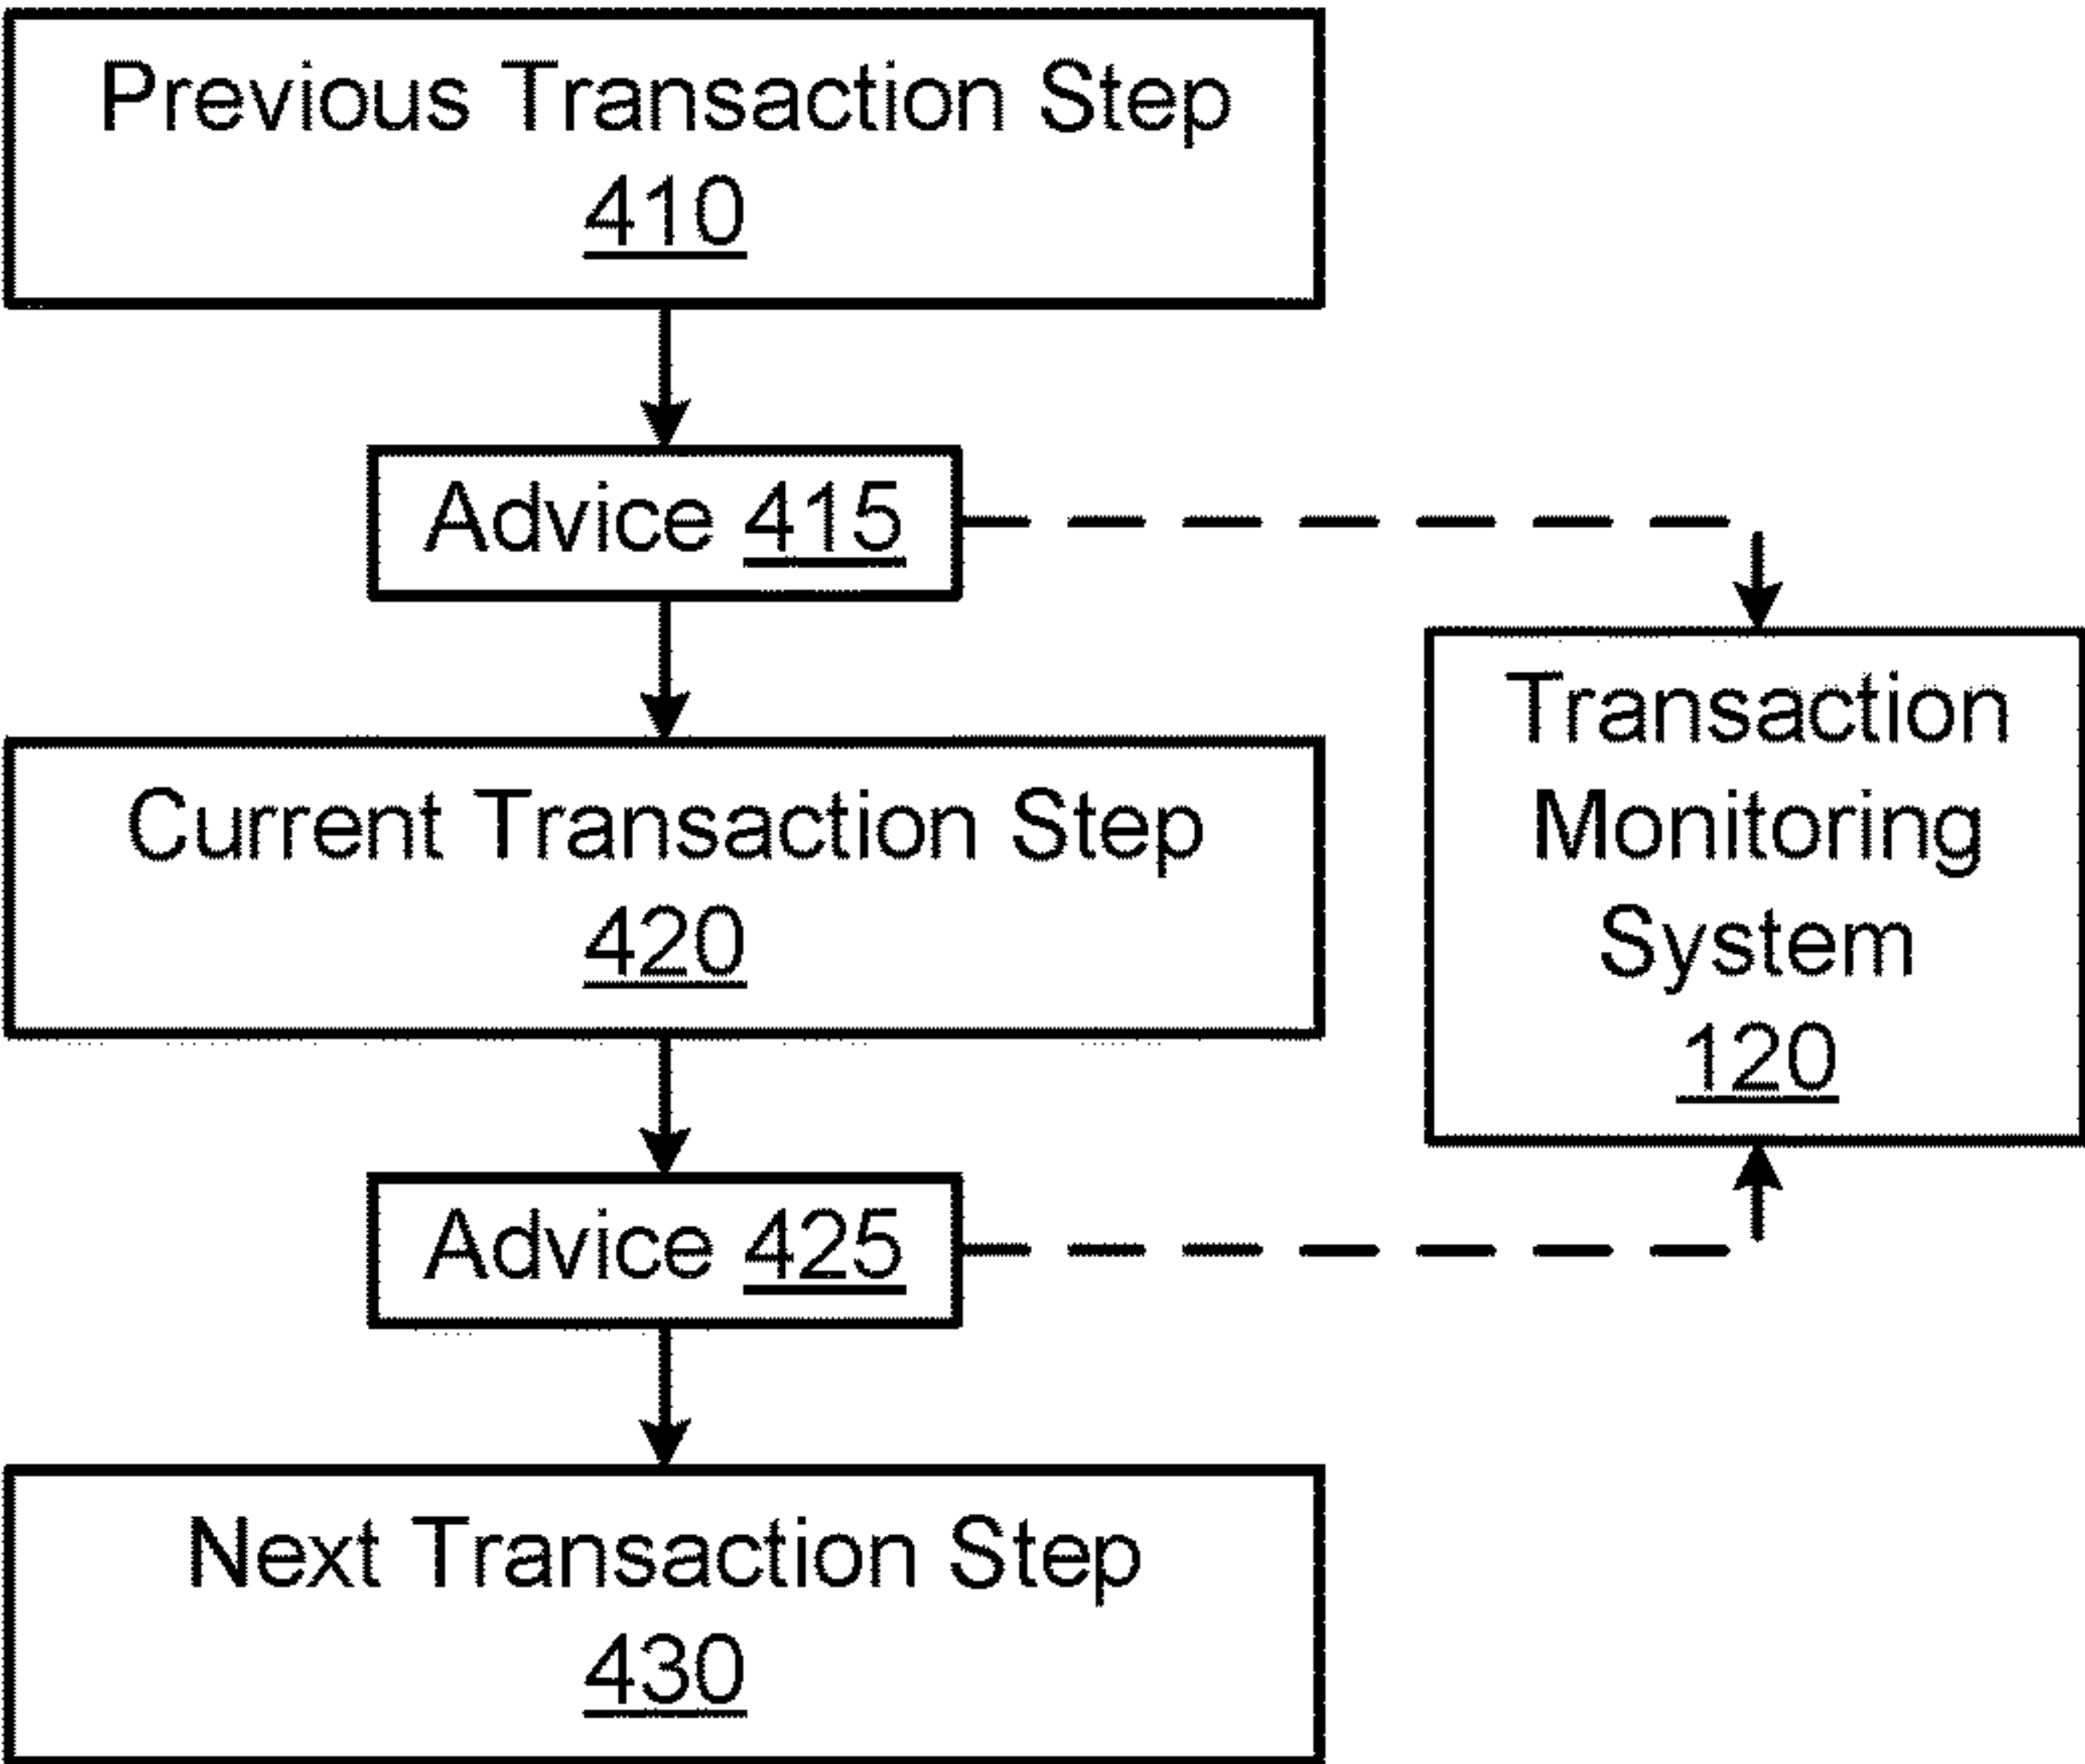 Previous Transaction Step
410
Advice 415
Current Transaction Step
420
Advice 425
Next Transaction Step
430
Transaction
Monitoring
System
120